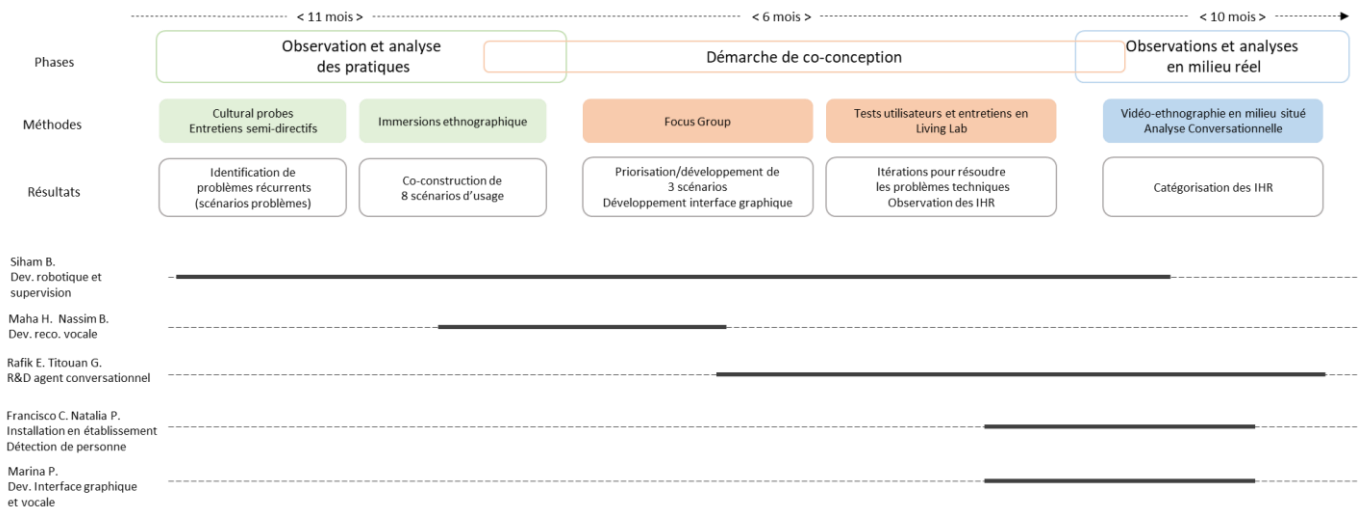 < 11 mois >
< 6 mois >
< 10 mois >
Phases
Observation et analyse
des pratiques
Démarche de co-conception
Observations et analyses
en milieu réel
Méthodes
Cultural probes
Entretiens semi-directifs
Immersions ethnographique
Focus Group
Tests utilisateurs et entretiens en
Living Lab
Vidéo-ethnographie en milieu situé
Analyse Conversationnelle
Résultats
Identification de
problèmes récurrents
(scénarios problèmes)
Co-construction de
8 scénarios d'usage
Priorisation/développement de
3 scénarios
Développement interface graphique
Itérations pour résoudre
les problèmes techniques
Observation des IHR
Catégorisation des IHR
Siham B.
Dev. robotique et
supervision
Maha H. Nassim B.
Dev. reco. vocale
Rafik E. Titouan G.
R&D agent conversationnel
Francisco C. Natalia P.
Installation en établissement
Détection de personne
Marina P.
Dev. Interface graphique
et vocale